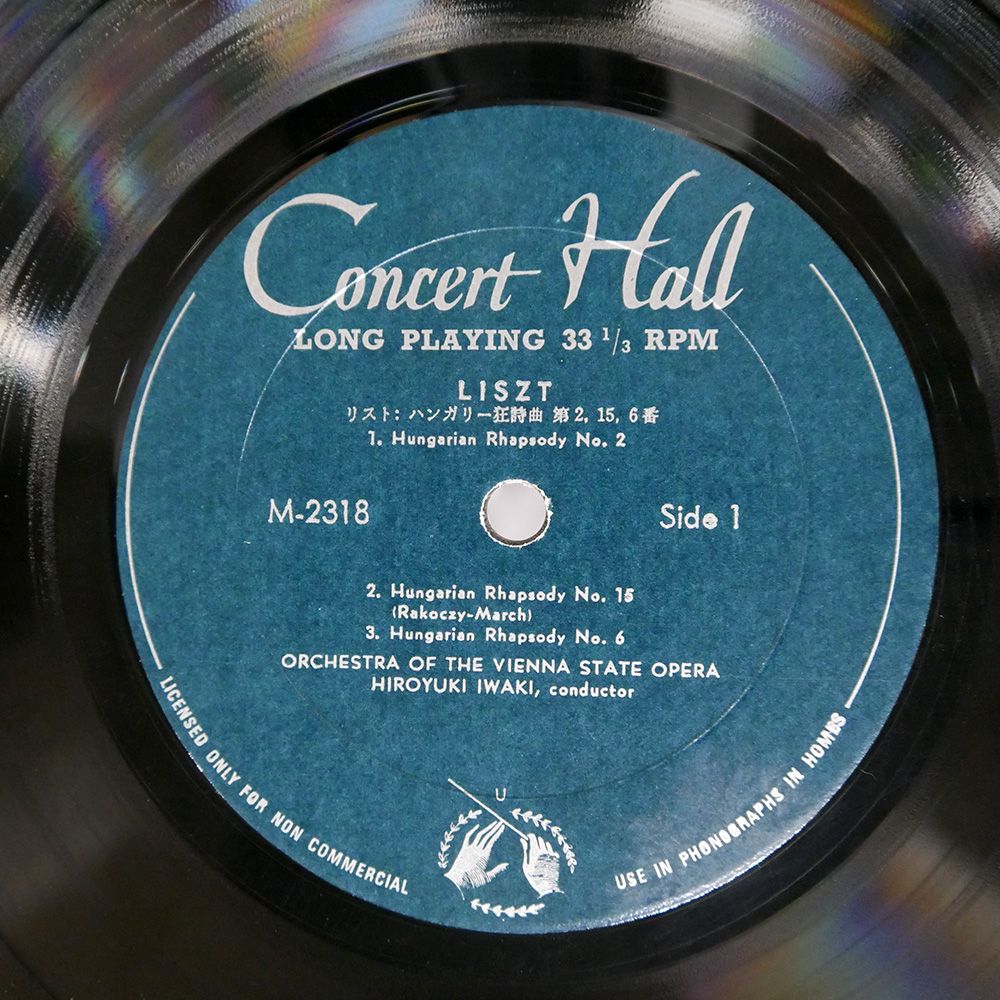 Concert Hall
LONG PLAYING 33 1/3 RPM
LISZT
リスト: ハンガリー狂詩曲 第2, 15, 6番
1. Hungarian Rhapsody No. 2
M-2318
Side 1
2. Hungarian Rhapsody No. 15
(Rakoczy-March)
3. Hungarian Rhapsody No. 6
ORCHESTRA OF THE VIENNA STATE OPERA
HIROYUKI IWAKI, conductor
U
LICENSED ONLY FOR NON COMMERCIAL
USE IN PHONOGRAPHS IN HOMES